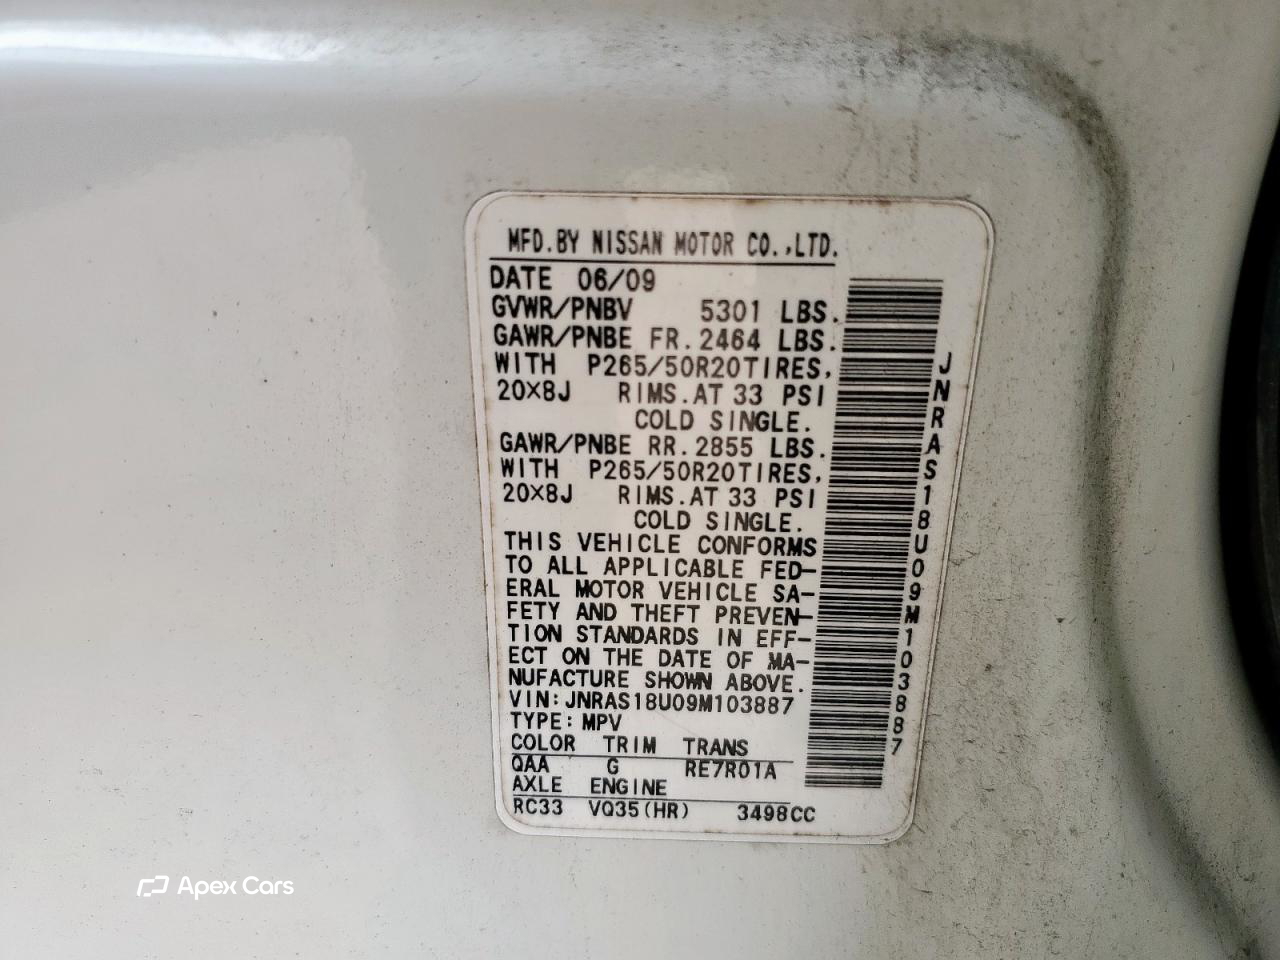 MFD.BY NISSAN MOTOR CO.,LTD.
DATE 06/09
GVWR/PNBV 5301 LBS.
GAWR/PNBE FR.2464 LBS.
WITH P265/50R20TIRES,
20×8J RIMS.AT 33 PSI
COLD SINGLE.
GAWR/PNBE RR.2855 LBS.
WITH P265/50R20TIRES,
20×8J RIMS.AT 33 PSI
COLD SINGLE.
THIS VEHICLE CONFORMS
TO ALL APPLICABLE FED-
ERAL MOTOR VEHICLE SA-
FETY AND THEFT PREVEN-
TION STANDARDS IN EFF-
ECT ON THE DATE OF MA-
NUFACTURE SHOWN ABOVE.
VIN:JNRAS18U09M103887
TYPE:MPV
COLOR TRIM TRANS
QAA G RE7R01A
AXLE ENGINE
RC33 VQ35(HR) 3498CC
JNRAS18U09M103887
Apex Cars